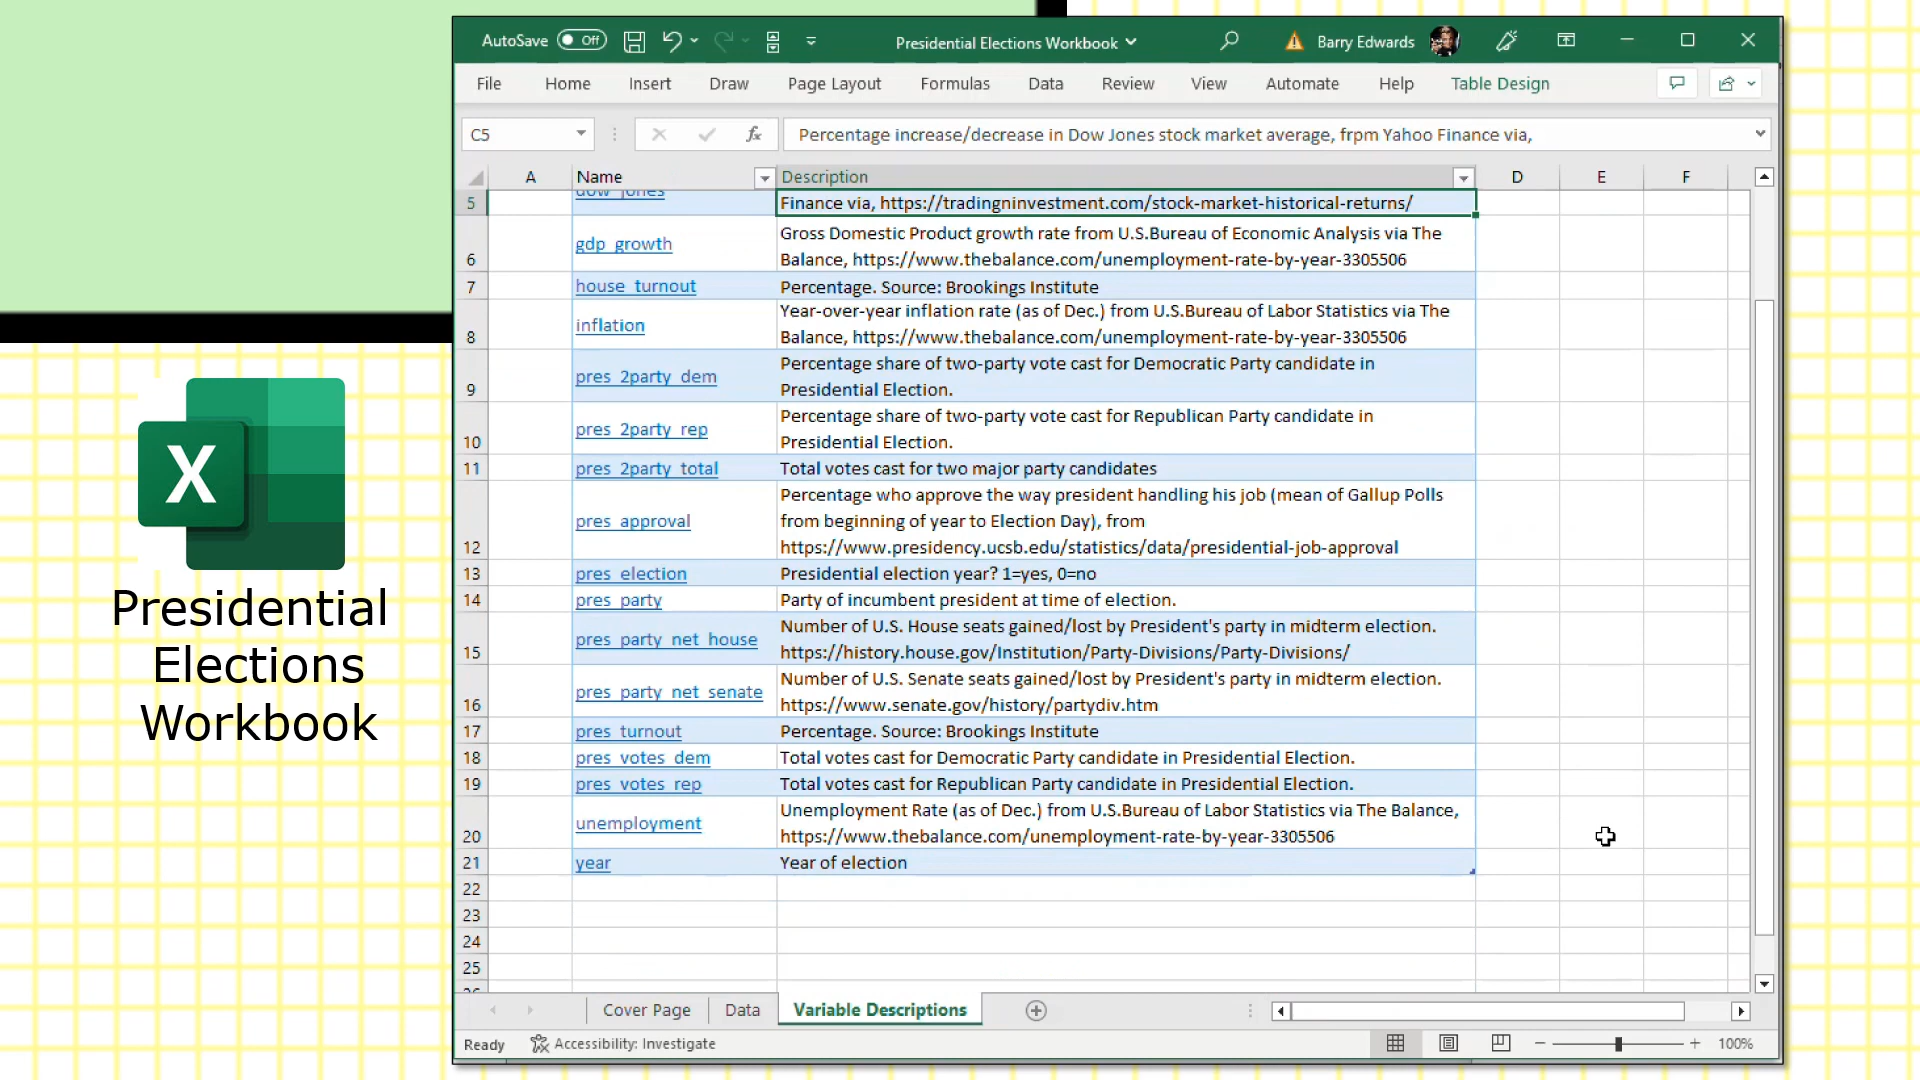 AutoSave Off Presidential Elections Workbook Barry Edwards
File Home Insert Draw Page Layout Formulas Data Review View Automate Help Table Design
C5 fx Percentage increase/decrease in Dow Jones stock market average, frpm Yahoo Finance via,
A Name Description D E F
5 dow_jones Finance via, https://tradingninvestment.com/stock-market-historical-returns/
gdp_growth Gross Domestic Product growth rate from U.S.Bureau of Economic Analysis via The
6 Balance, https://www.thebalance.com/unemployment-rate-by-year-3305506
7 house_turnout Percentage. Source: Brookings Institute
inflation Year-over-year inflation rate (as of Dec.) from U.S.Bureau of Labor Statistics via The
8 Balance, https://www.thebalance.com/unemployment-rate-by-year-3305506
pres_2party_dem Percentage share of two-party vote cast for Democratic Party candidate in
9 Presidential Election.
pres_2party_rep Percentage share of two-party vote cast for Republican Party candidate in
10 Presidential Election.
11 pres_2party_total Total votes cast for two major party candidates
Percentage who approve the way president handling his job (mean of Gallup Polls
pres_approval from beginning of year to Election Day), from
12 https://www.presidency.ucsb.edu/statistics/data/presidential-job-approval
13 pres_election Presidential election year? 1=yes, 0=no
14 pres_party Party of incumbent president at time of election.
pres_party_net_house Number of U.S. House seats gained/lost by President's party in midterm election.
15 https://history.house.gov/Institution/Party-Divisions/Party-Divisions/
pres_party_net_senate Number of U.S. Senate seats gained/lost by President's party in midterm election.
16 https://www.senate.gov/history/partydiv.htm
17 pres_turnout Percentage. Source: Brookings Institute
18 pres_votes_dem Total votes cast for Democratic Party candidate in Presidential Election.
19 pres_votes_rep Total votes cast for Republican Party candidate in Presidential Election.
unemployment Unemployment Rate (as of Dec.) from U.S.Bureau of Labor Statistics via The Balance,
20 https://www.thebalance.com/unemployment-rate-by-year-3305506
21 year Year of election
22
23
24
25
Cover Page Data Variable Descriptions
Ready Accessibility: Investigate 100%
X
Presidential
Elections
Workbook